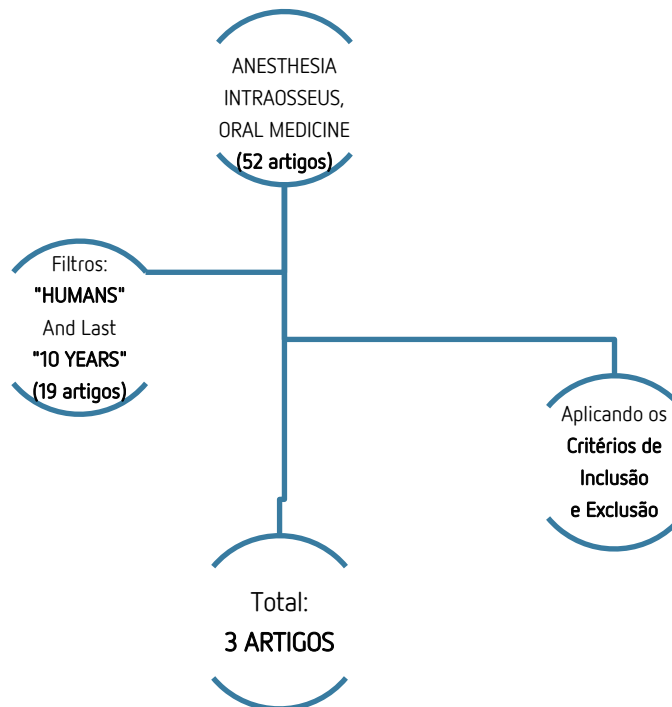 ANESTHESIA
INTRAOSSEUS,
ORAL MEDICINE
(52 artigos)
Filtros:
"HUMANS"
And Last
"10 YEARS"
(19 artigos)
Aplicando os
Critérios de
Inclusão
e Exclusão
Total:
3 ARTIGOS